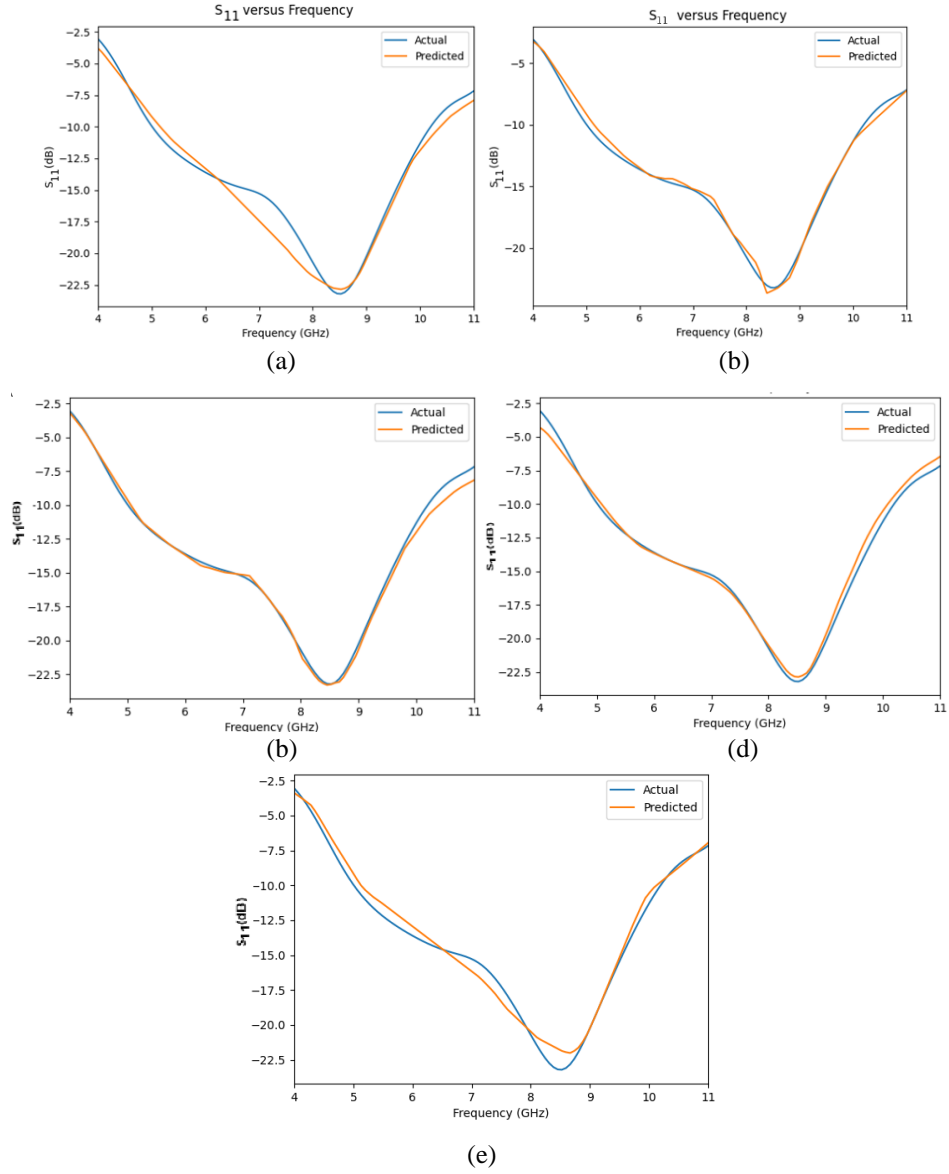 S11 versus Frequency
Actual
Predicted
−2.5
−5.0
−7.5
−10.0
−12.5
−15.0
−17.5
−20.0
−22.5
S11(dB)
4 5 6 7 8 9 10 11
Frequency (GHz)
(a)
S11 versus Frequency
Actual
Predicted
−5
−10
−15
−20
S11(dB)
4 5 6 7 8 9 10 11
Frequency (GHz)
(b)
Actual
Predicted
−2.5
−5.0
−7.5
−10.0
−12.5
−15.0
−17.5
−20.0
−22.5
S11(dB)
4 5 6 7 8 9 10 11
Frequency (GHz)
(b)
Actual
Predicted
−2.5
−5.0
−7.5
−10.0
−12.5
−15.0
−17.5
−20.0
−22.5
S11(dB)
4 5 6 7 8 9 10 11
Frequency (GHz)
(d)
Actual
Predicted
−2.5
−5.0
−7.5
−10.0
−12.5
−15.0
−17.5
−20.0
−22.5
S11(dB)
4 5 6 7 8 9 10 11
Frequency (GHz)
(e)